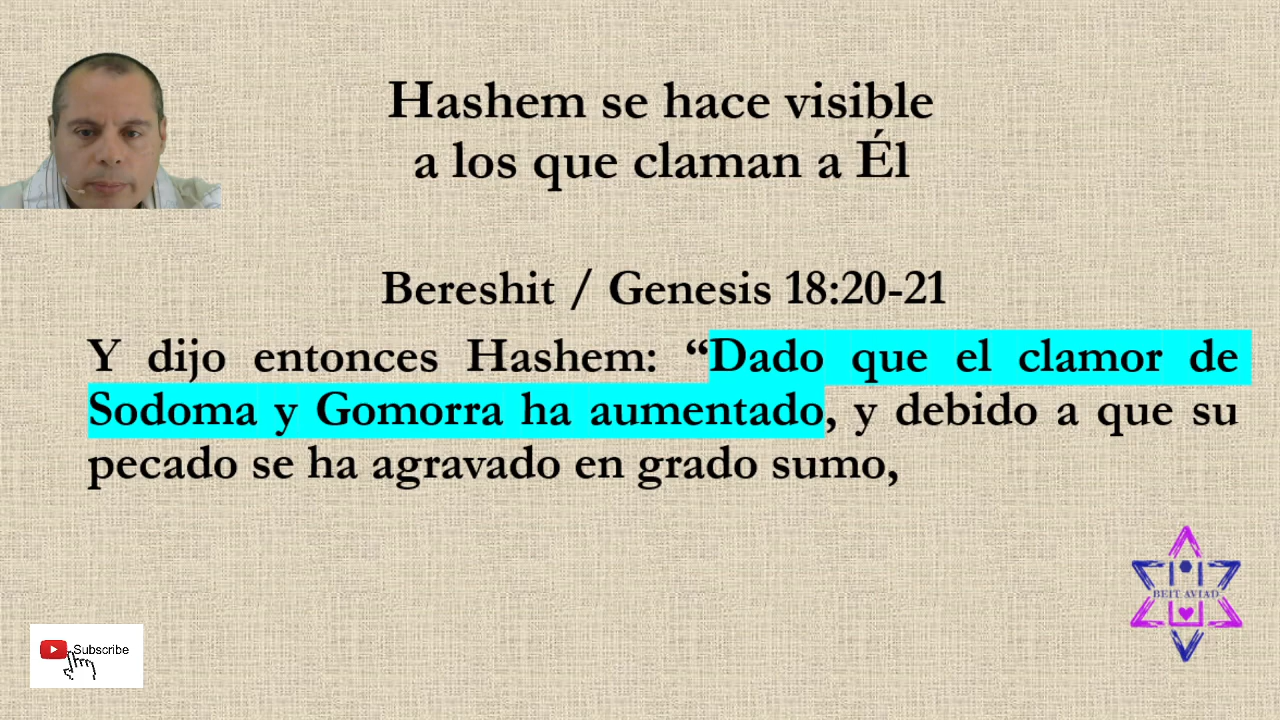 Hashem se hace visible
a los que claman a Él
Bereshit / Genesis 18:20-21
Y dijo entonces Hashem: “Dado que el clamor de
Sodoma y Gomorra ha aumentado, y debido a que su
pecado se ha agravado en grado sumo,
BEIT AVIAD
Subscribe